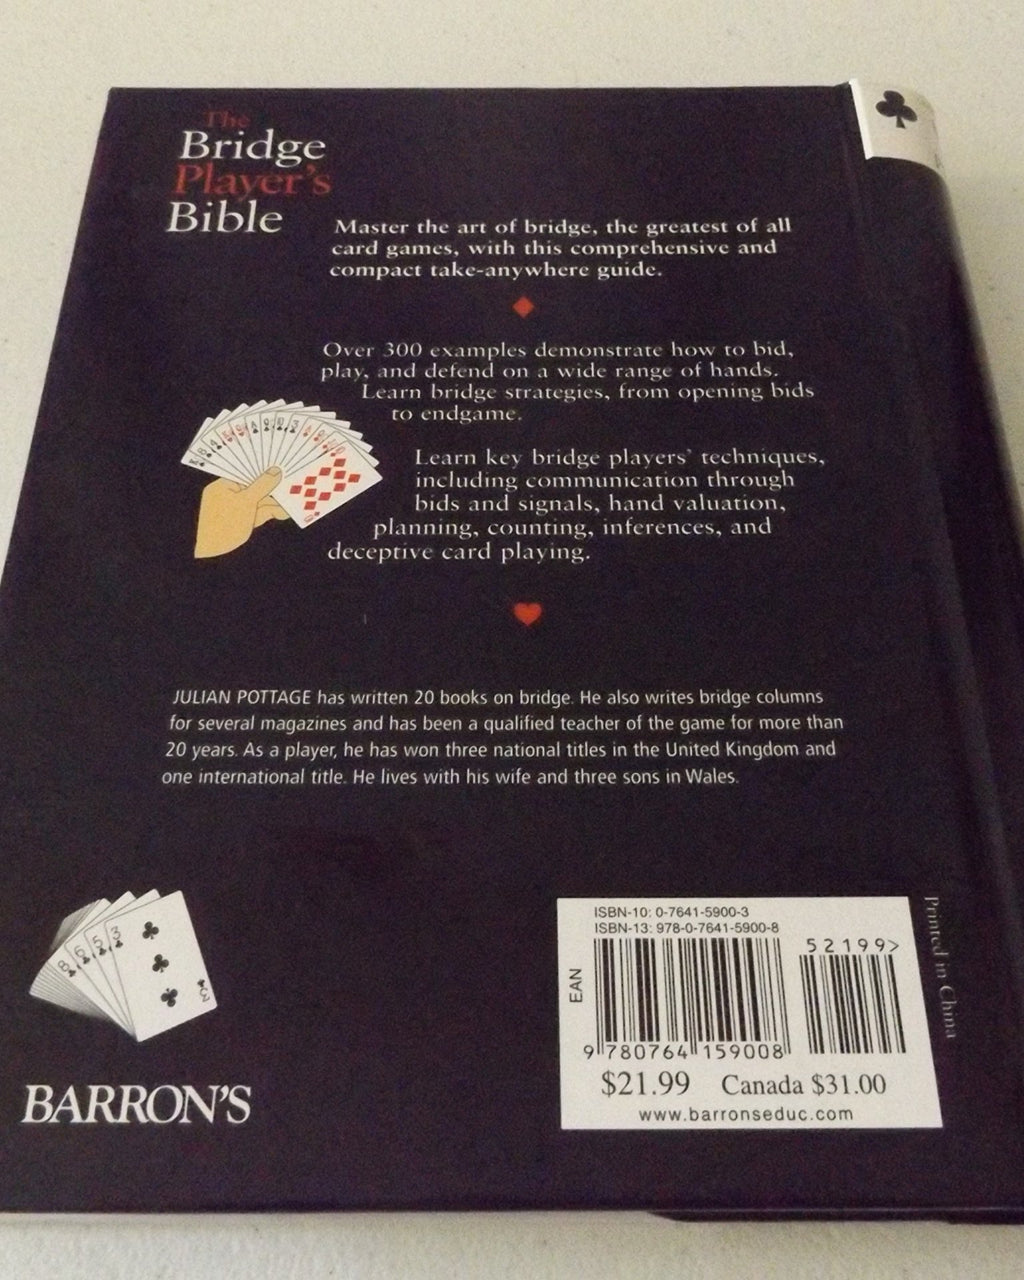 The
Bridge
Player's
Bible
Master the art of bridge, the greatest of all
card games, with this comprehensive and
compact take-anywhere guide.
Over 300 examples demonstrate how to bid,
play, and defend on a wide range of hands.
Learn bridge strategies, from opening bids
to endgame.
Learn key bridge players' techniques,
including communication through
bids and signals, hand valuation,
planning, counting, inferences, and
deceptive card playing.
JULIAN POTTAGE has written 20 books on bridge. He also writes bridge columns
for several magazines and has been a qualified teacher of the game for more than
20 years. As a player, he has won three national titles in the United Kingdom and
one international title. He lives with his wife and three sons in Wales.
8 6 5 3
3
BARRON'S
ISBN-10: 0-7641-5900-3
ISBN-13: 978-0-7641-5900-8
52199>
EAN
9 780764 159008
$21.99 Canada $31.00
www.barronseduc.com
Printed in China